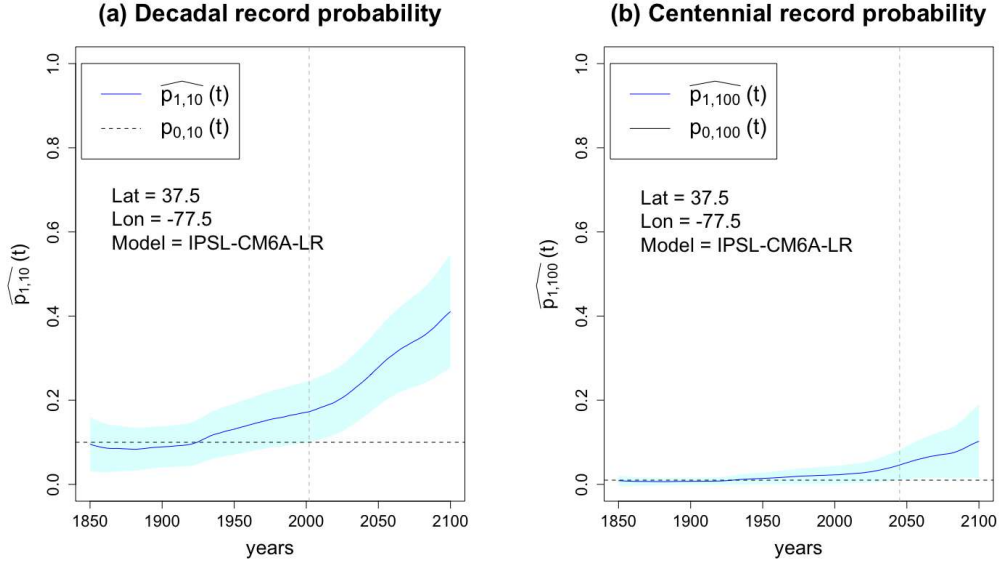 (a) Decadal record probability
p̂1,10 (t)
p0,10 (t)
Lat = 37.5
Lon = -77.5
Model = IPSL-CM6A-LR
p̂1,10 (t)
0.0 0.2 0.4 0.6 0.8 1.0
1850 1900 1950 2000 2050 2100
years
(b) Centennial record probability
p̂1,100 (t)
p0,100 (t)
Lat = 37.5
Lon = -77.5
Model = IPSL-CM6A-LR
p̂1,100 (t)
0.0 0.2 0.4 0.6 0.8 1.0
1850 1900 1950 2000 2050 2100
years